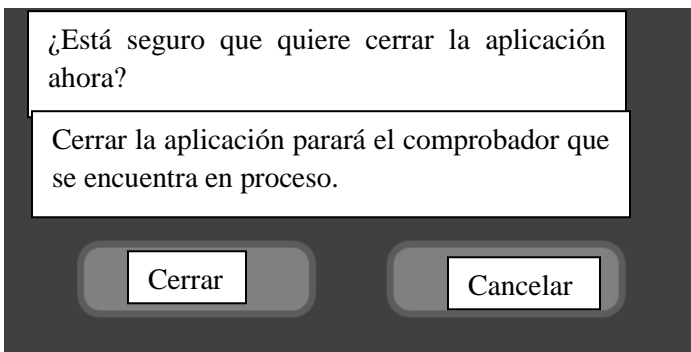 ¿Está seguro que quiere cerrar la aplicación
ahora?
Cerrar la aplicación parará el comprobador que
se encuentra en proceso.
Cerrar
Cancelar